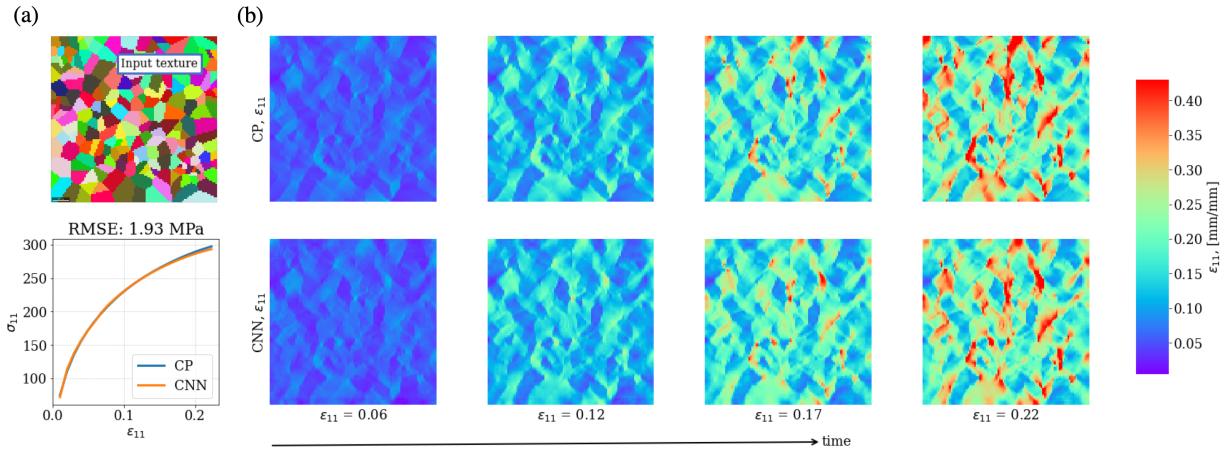 (a)
(b)
Input texture
CP, ε₁₁
RMSE: 1.93 MPa
300
250
200
150
100
σ₁₁
CP
CNN
0.0
0.1
0.2
ε₁₁
CNN, ε₁₁
ε₁₁ = 0.06
ε₁₁ = 0.12
ε₁₁ = 0.17
ε₁₁ = 0.22
time
0.40
0.35
0.30
0.25
0.20
0.15
0.10
0.05
ε₁₁, [mm/mm]